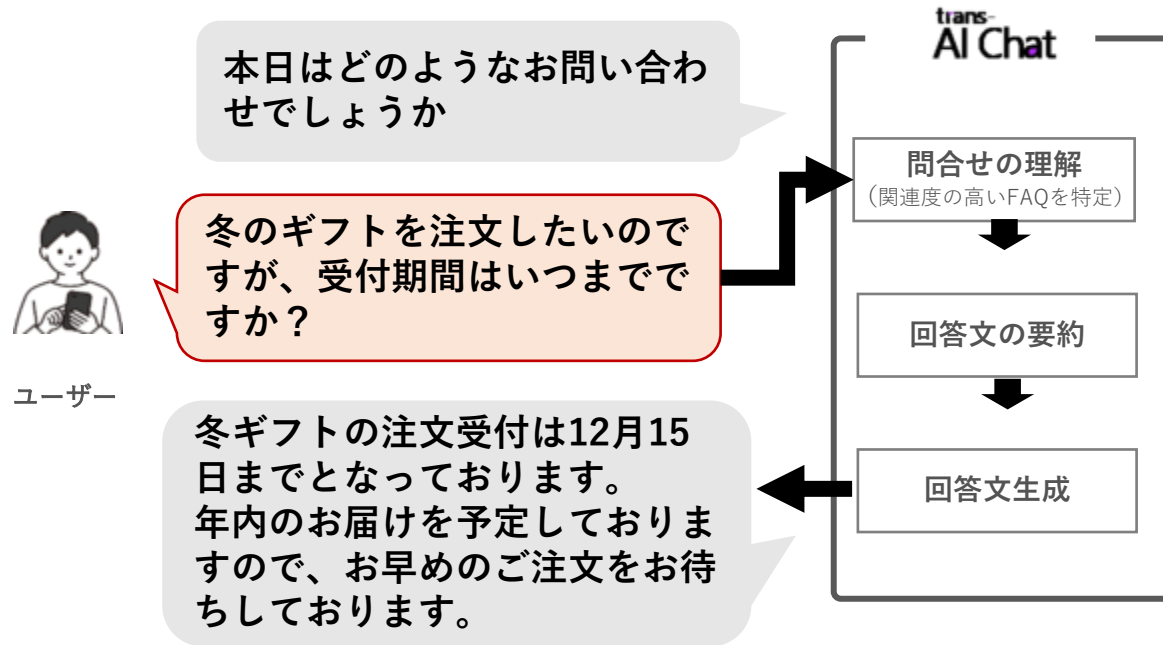 trans-
AI Chat
本日はどのようなお問い合わ
せでしょうか
問合せの理解
(関連度の高いFAQを特定)
冬のギフトを注文したいので
すが、受付期間はいつまでで
すか？
ユーザー
回答文の要約
冬ギフトの注文受付は12月15
日までとなっております。
年内のお届けを予定しておりま
すので、お早めのご注文をお待
ちしております。
回答文生成